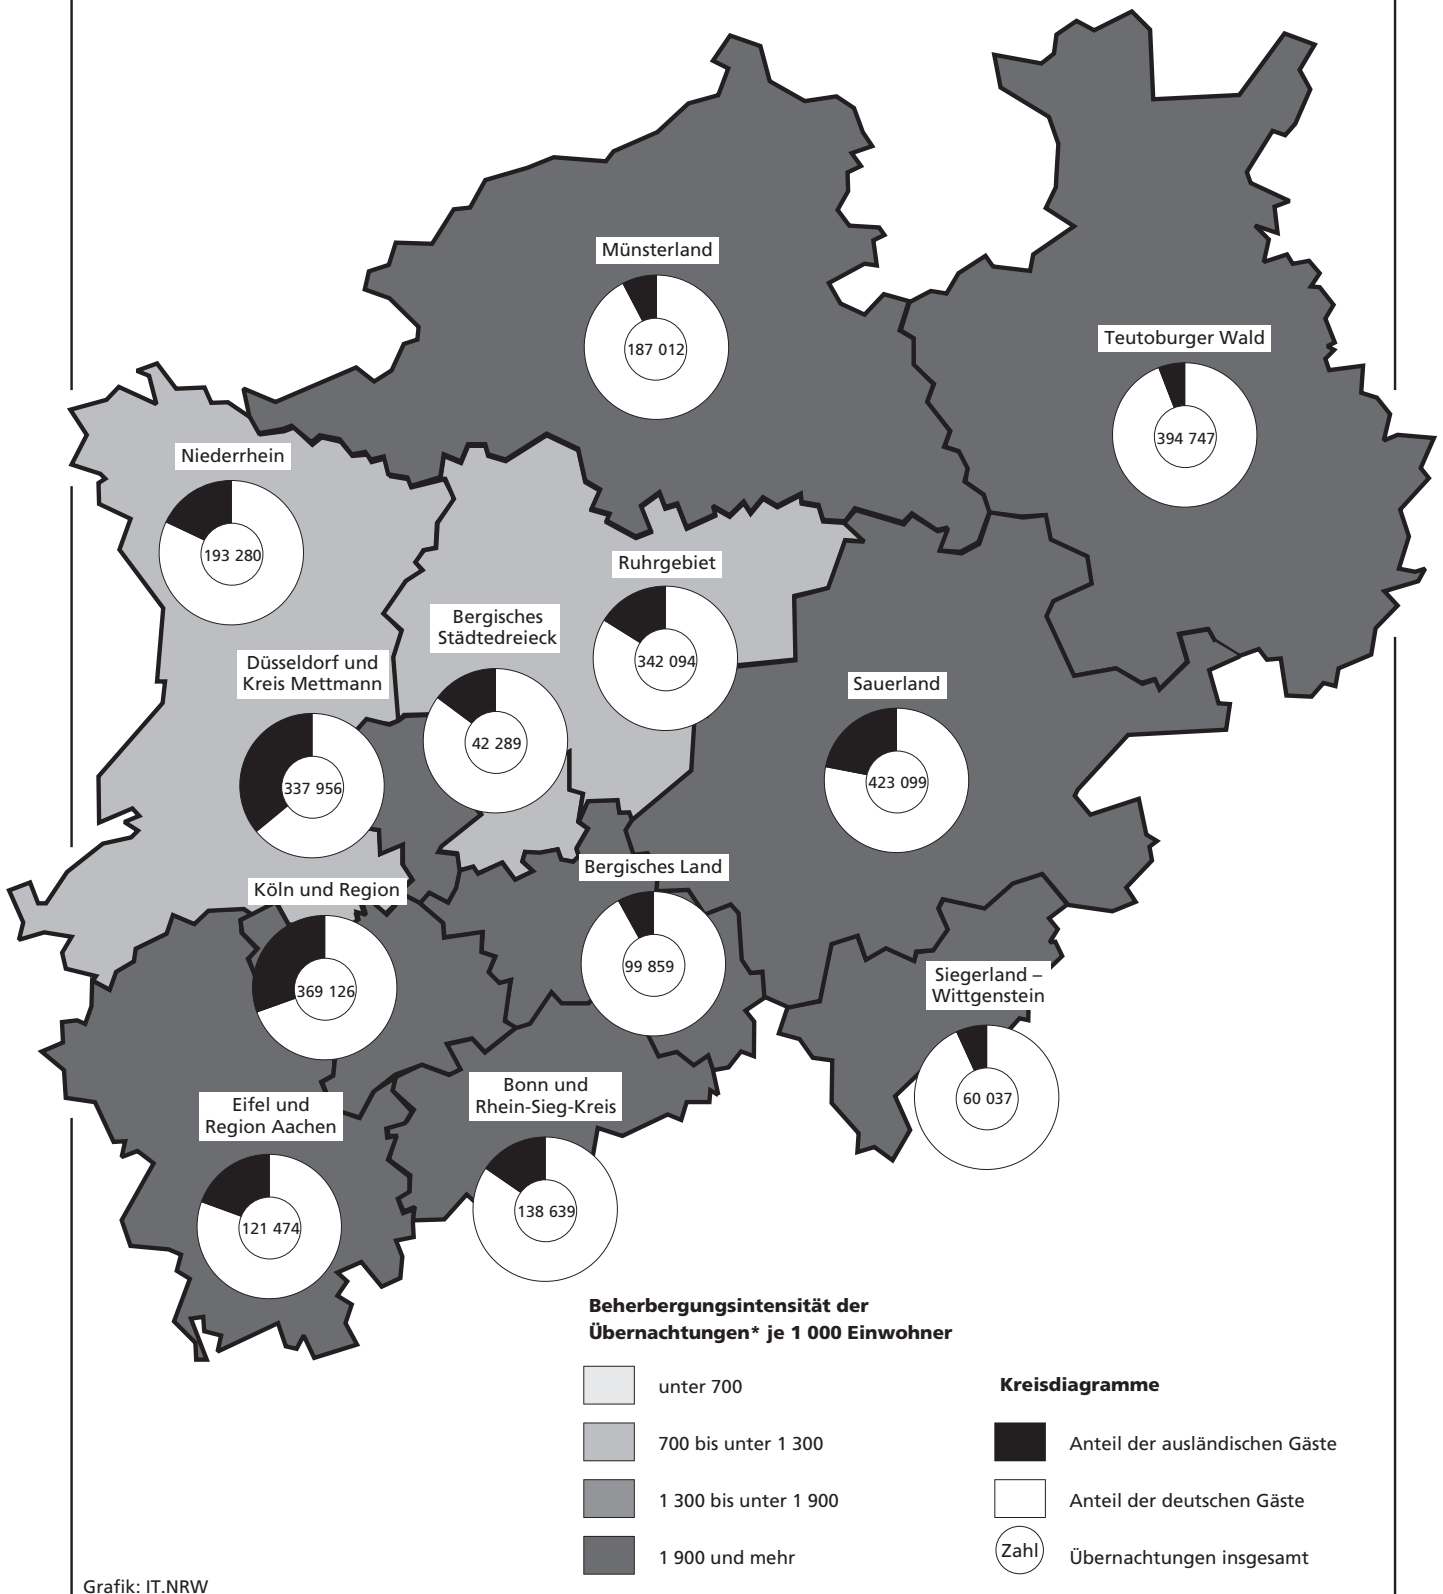 Münsterland
187 012
Teutoburger Wald
394 747
Niederrhein
193 280
Ruhrgebiet
342 094
Bergisches
Städtedreieck
42 289
Düsseldorf und
Kreis Mettmann
337 956
Sauerland
423 099
Bergisches Land
99 859
Köln und Region
369 126
Siegerland –
Wittgenstein
60 037
Bonn und
Rhein-Sieg-Kreis
138 639
Eifel und
Region Aachen
121 474
Beherbergungsintensität der
Übernachtungen* je 1 000 Einwohner
unter 700
700 bis unter 1 300
1 300 bis unter 1 900
1 900 und mehr
Kreisdiagramme
Anteil der ausländischen Gäste
Anteil der deutschen Gäste
Zahl
Übernachtungen insgesamt
Grafik: IT.NRW